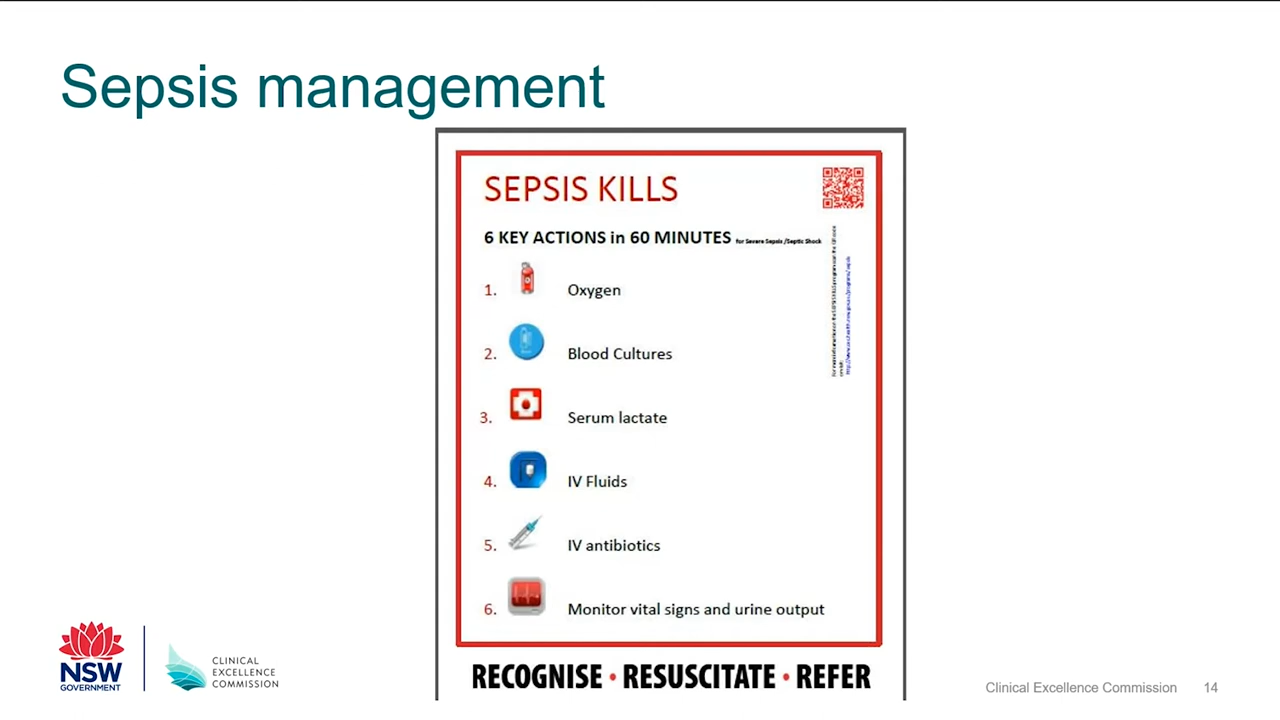 Sepsis management
SEPSIS KILLS
6 KEY ACTIONS in 60 MINUTES for Severe Sepsis /Septic Shock
1. Oxygen
2. Blood Cultures
3. Serum lactate
4. IV Fluids
5. IV antibiotics
6. Monitor vital signs and urine output
RECOGNISE • RESUSCITATE • REFER
NSW
GOVERNMENT
CLINICAL
EXCELLENCE
COMMISSION
Clinical Excellence Commission 14